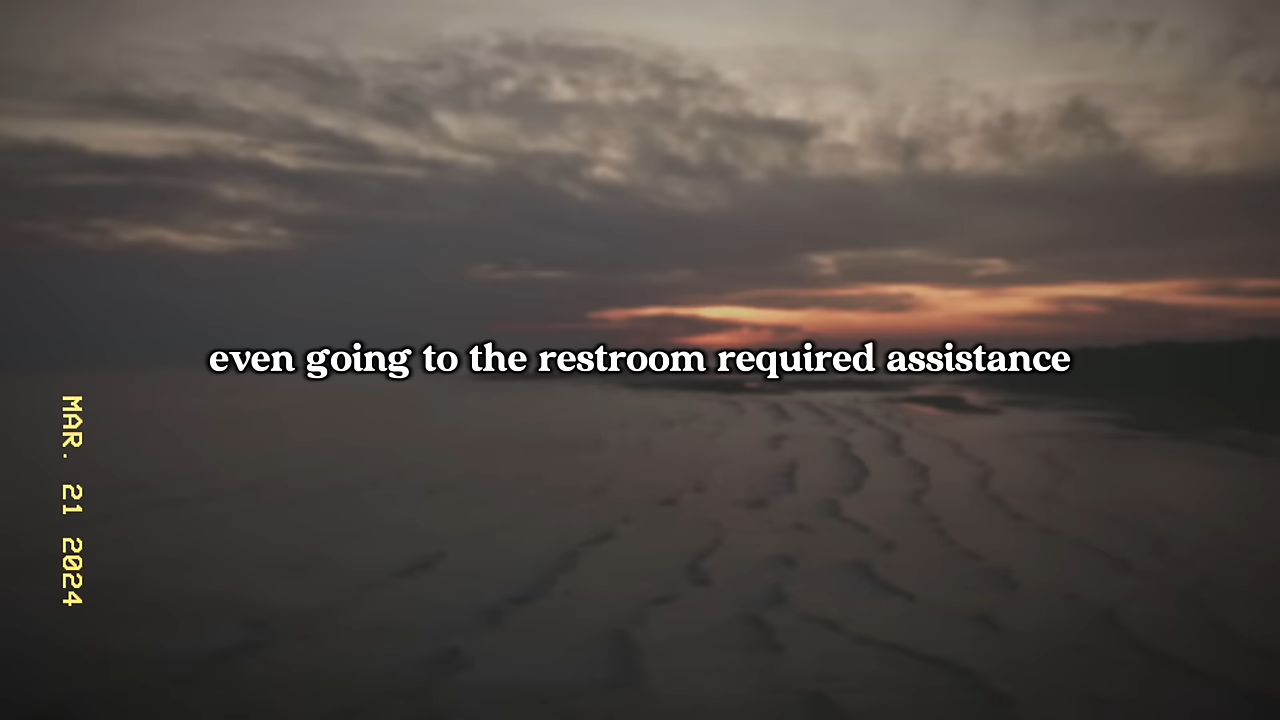 even going to the restroom required assistance
MAR. 21 2024